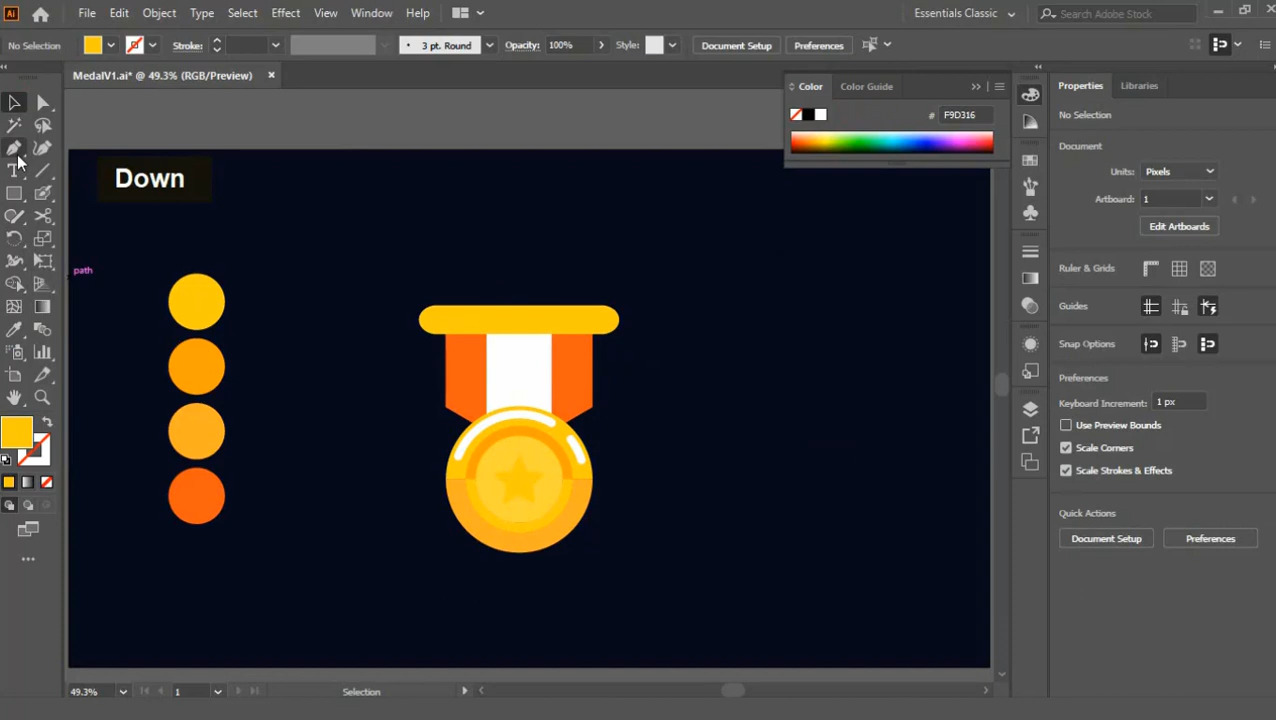 Ai File Edit Object Type Select Effect View Window Help Essentials Classic Search Adobe Stock
No Selection Stroke: 3 pt. Round Opacity: 100% Style: Document Setup Preferences
MedalV1.ai* @ 49.3% (RGB/Preview)
Color Color Guide
# F9D316
Properties Libraries
No Selection
Document
Units: Pixels
Artboard: 1
Edit Artboards
Ruler & Grids
Guides
Snap Options
Preferences
Keyboard Increment: 1 px
Use Preview Bounds
Scale Corners
Scale Strokes & Effects
Quick Actions
Document Setup Preferences
Down
path
T
49.3% 1 Selection